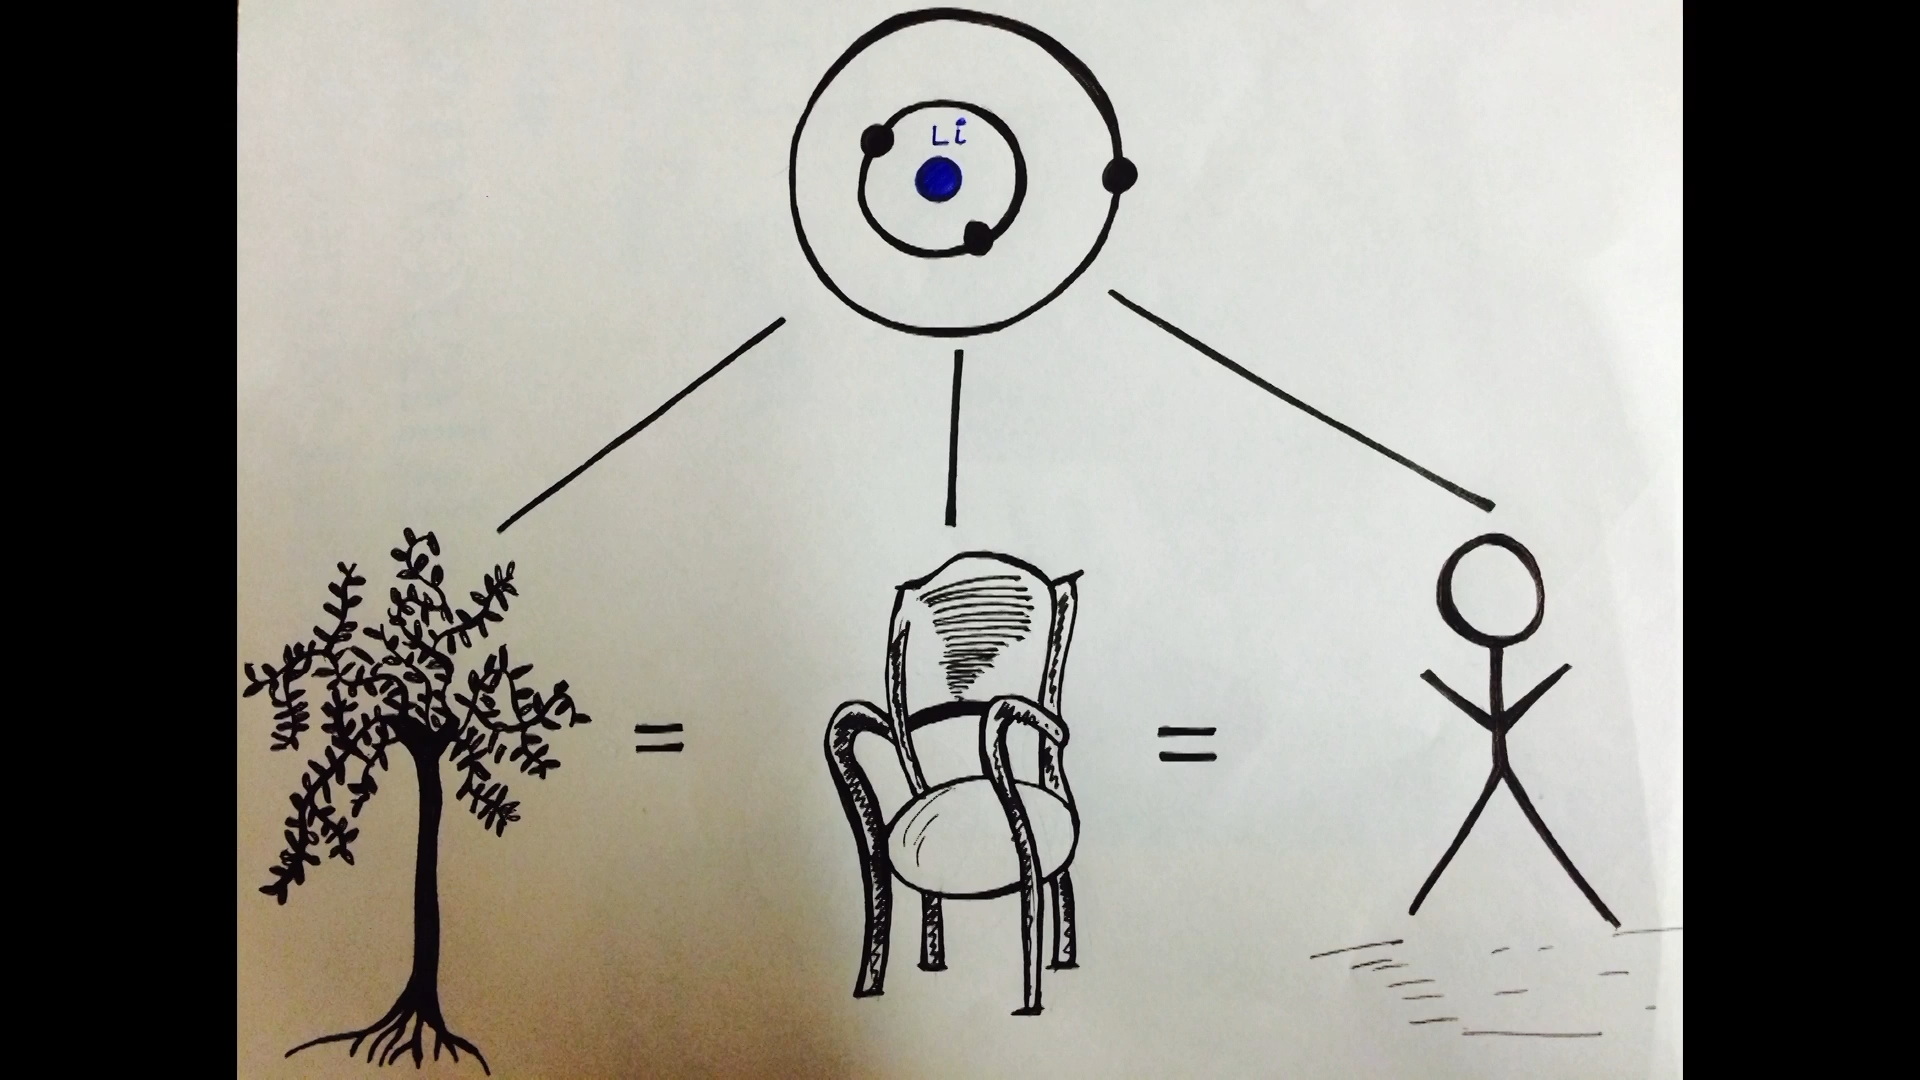 Li
= =